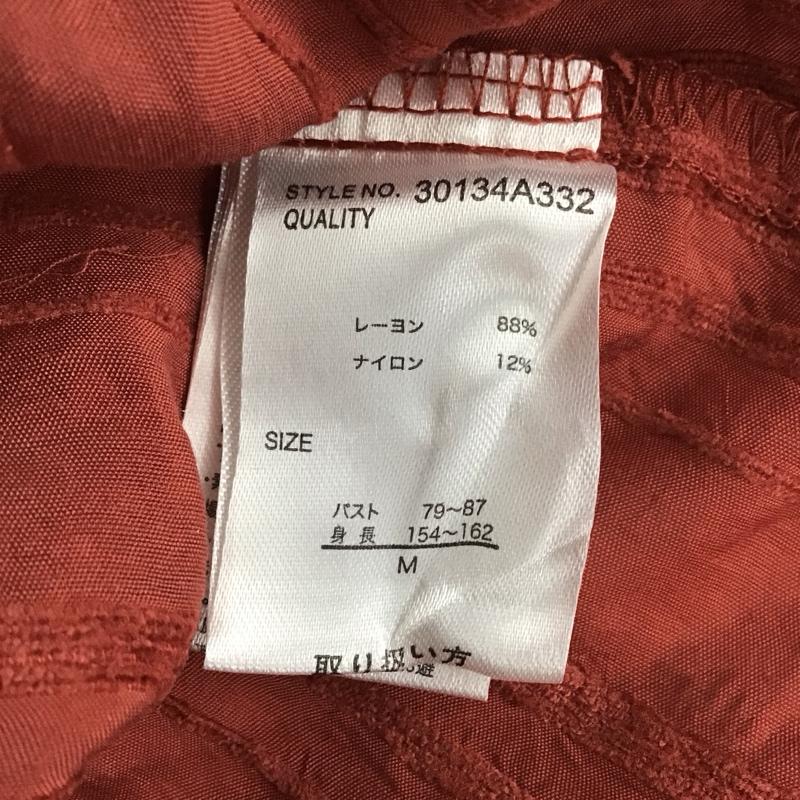 STYLE NO. 30134A332
QUALITY
レーヨン 88%
ナイロン 12%
SIZE
バスト 79~87
身長 154~162
M
取り扱い方
避